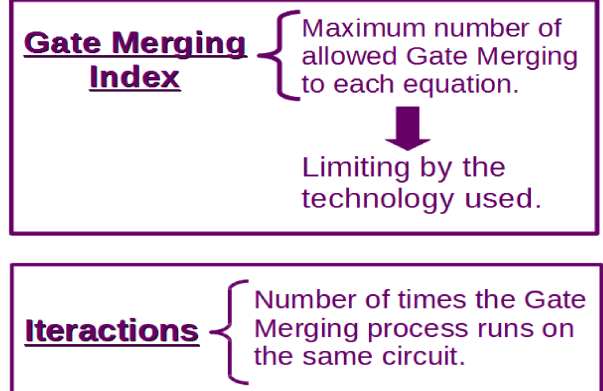 Gate Merging
Index
Maximum number of
allowed Gate Merging
to each equation.
Limiting by the
technology used.
Iteractions
Number of times the Gate
Merging process runs on
the same circuit.